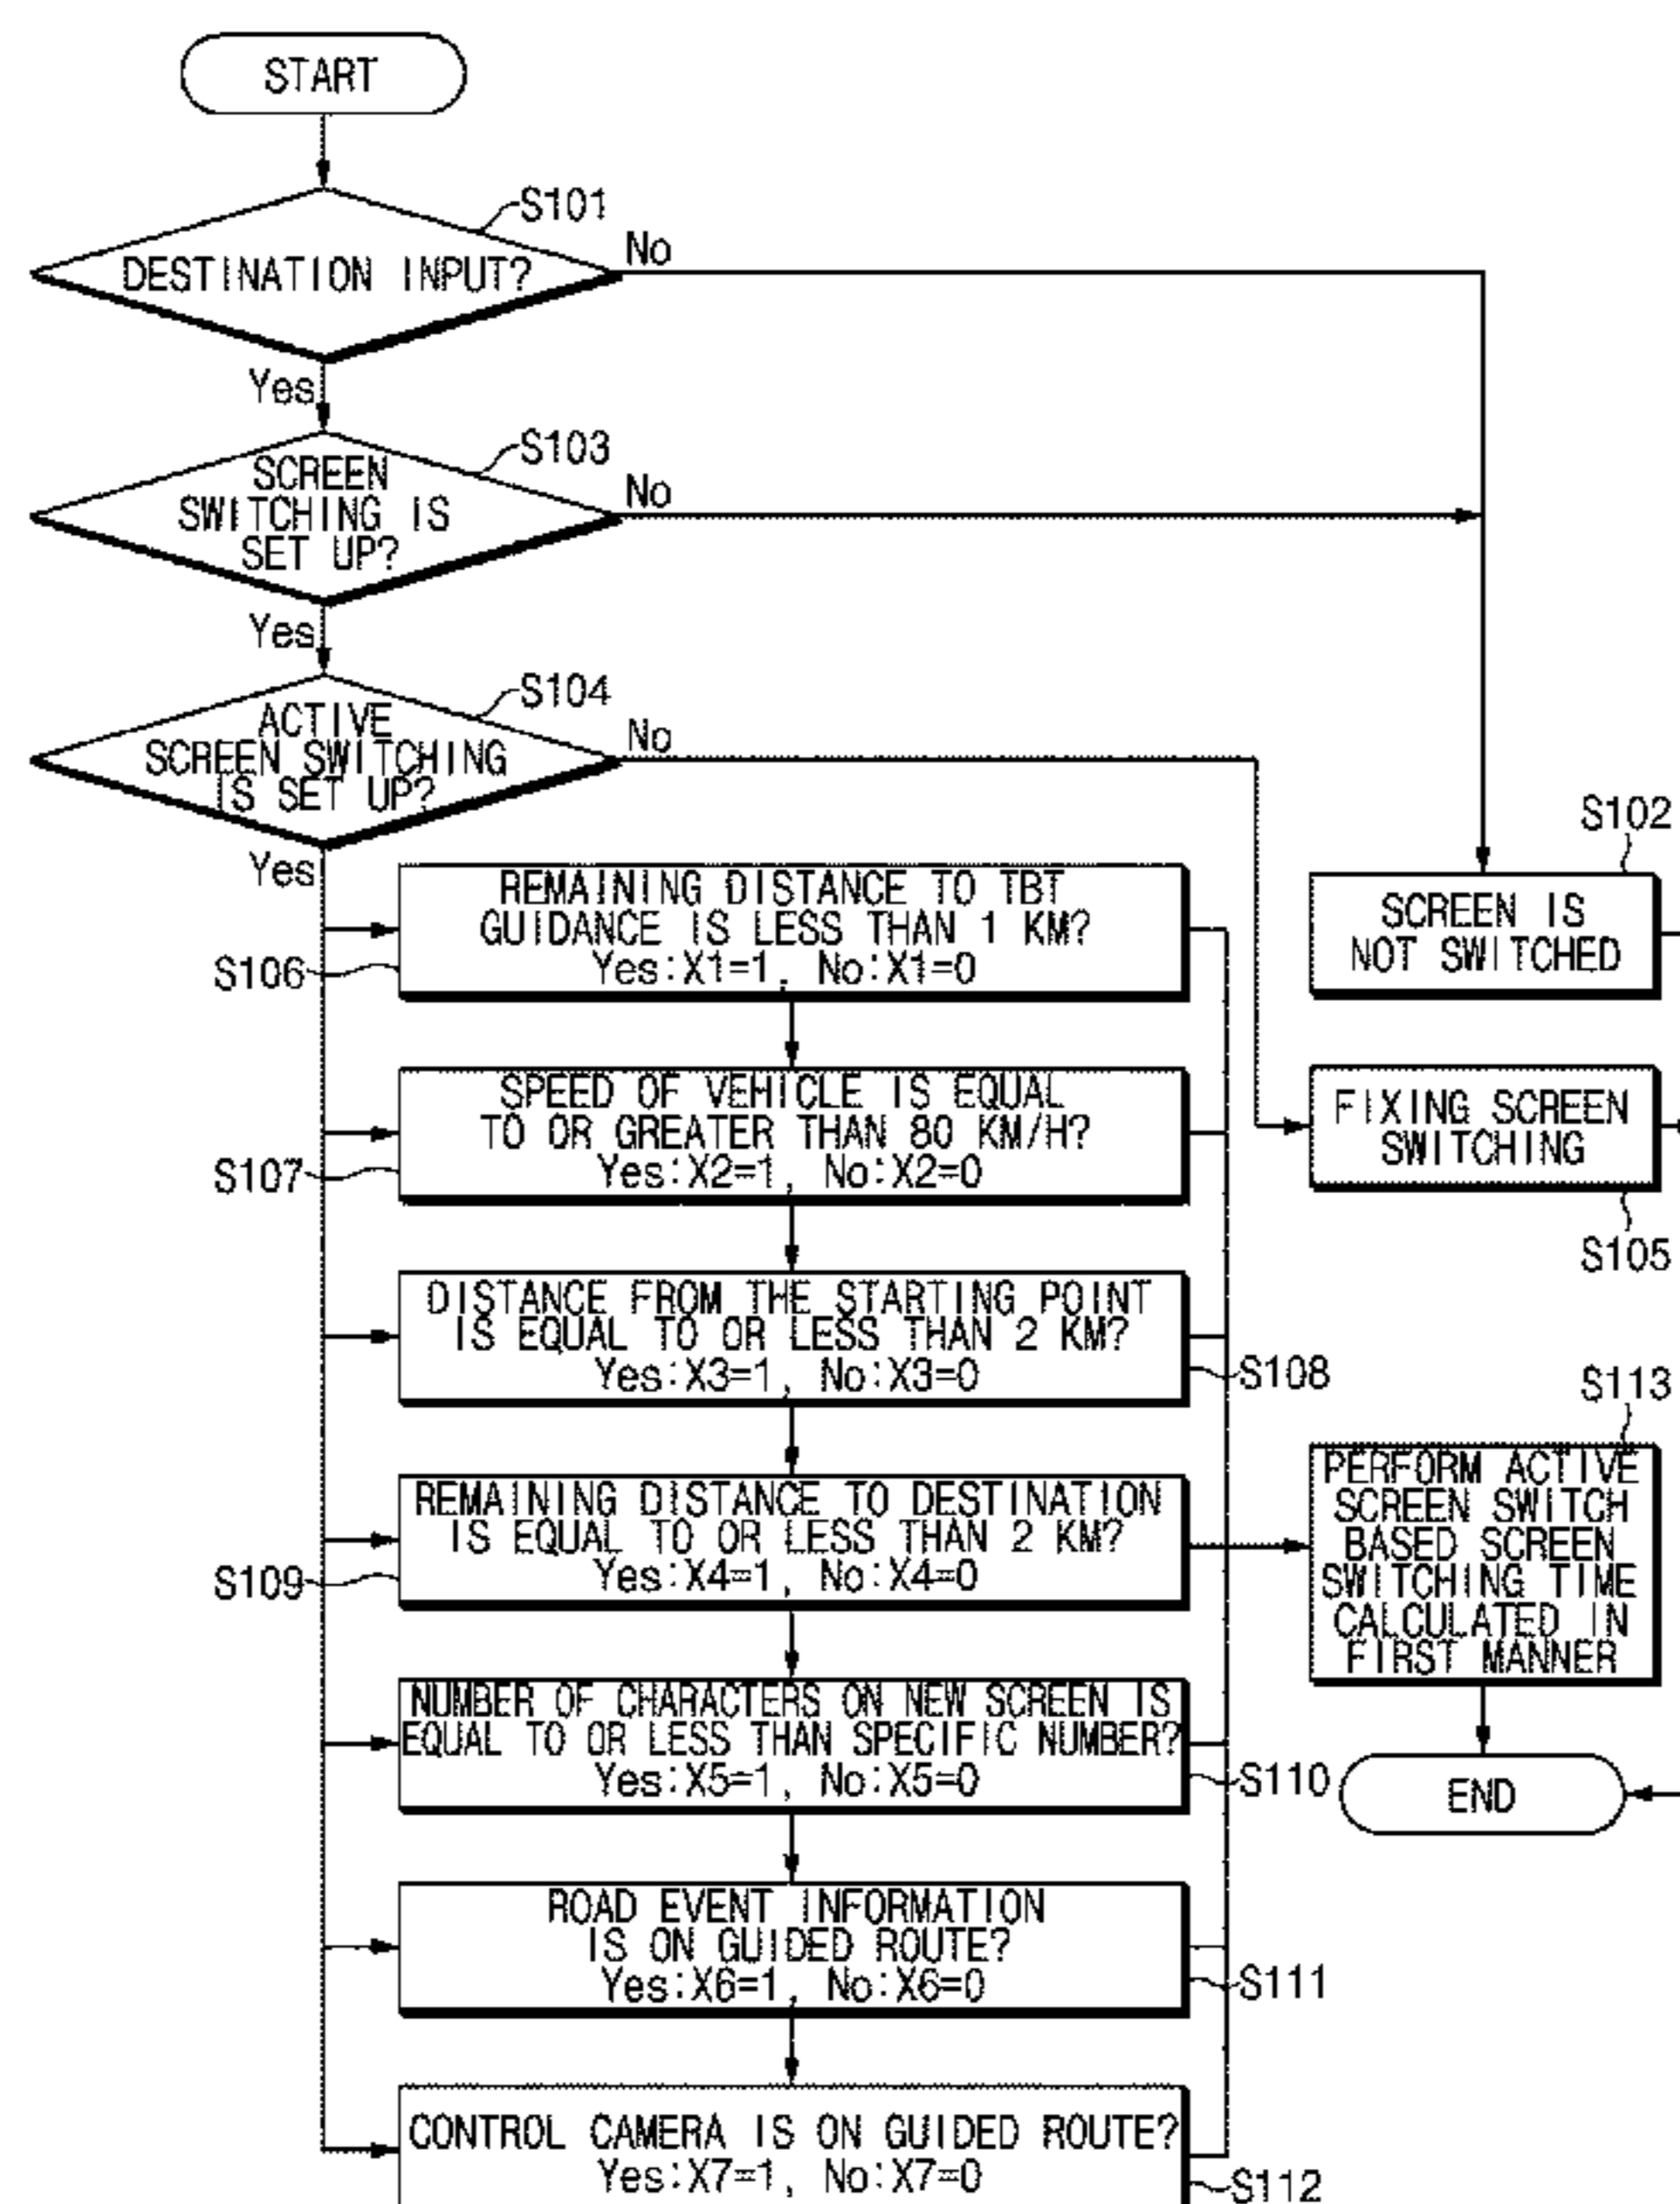 START
S101
DESTINATION INPUT?
No
Yes
S103
SCREEN
SWITCHING IS
SET UP?
No
Yes
S104
ACTIVE
SCREEN SWITCHING
IS SET UP?
No
Yes
S102
SCREEN IS
NOT SWITCHED
REMAINING DISTANCE TO TBT
GUIDANCE IS LESS THAN 1 KM?
Yes:X1=1, No:X1=0
S106
FIXING SCREEN
SWITCHING
S105
SPEED OF VEHICLE IS EQUAL
TO OR GREATER THAN 80 KM/H?
Yes:X2=1, No:X2=0
S107
DISTANCE FROM THE STARTING POINT
IS EQUAL TO OR LESS THAN 2 KM?
Yes:X3=1, No:X3=0
S108
REMAINING DISTANCE TO DESTINATION
IS EQUAL TO OR LESS THAN 2 KM?
Yes:X4=1, No:X4=0
S109
S113
PERFORM ACTIVE
SCREEN SWITCH
BASED SCREEN
SWITCHING TIME
CALCULATED IN
FIRST MANNER
NUMBER OF CHARACTERS ON NEW SCREEN IS
EQUAL TO OR LESS THAN SPECIFIC NUMBER?
Yes:X5=1, No:X5=0
S110
END
ROAD EVENT INFORMATION
IS ON GUIDED ROUTE?
Yes:X6=1, No:X6=0
S111
CONTROL CAMERA IS ON GUIDED ROUTE?
Yes:X7=1, No:X7=0
S112